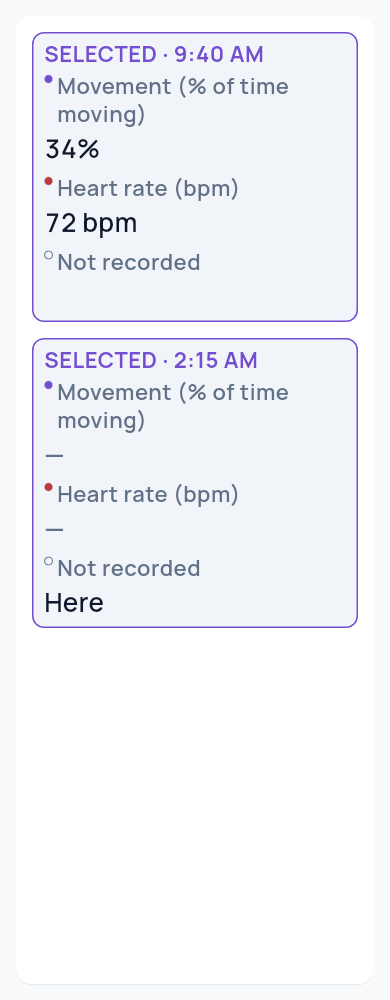 SELECTED · 9:40 AM
Movement (% of time
moving)
34%
Heart rate (bpm)
72 bpm
Not recorded
SELECTED · 2:15 AM
Movement (% of time
moving)
—
Heart rate (bpm)
—
Not recorded
Here